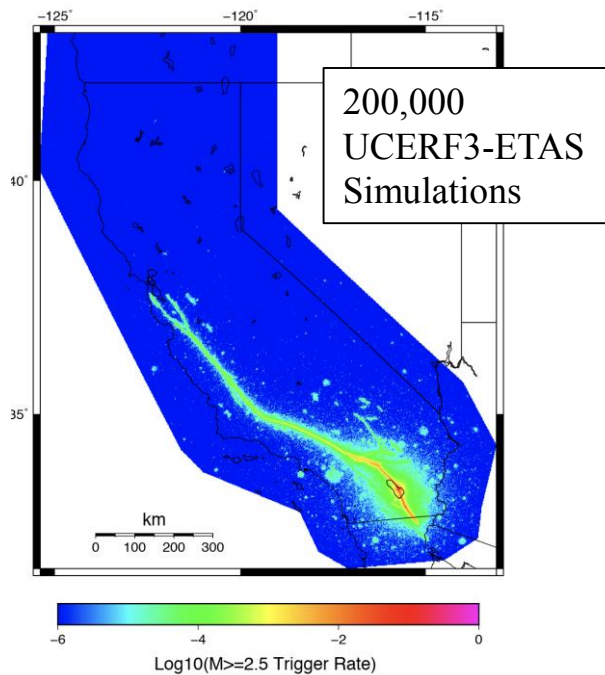 −125˚ −120˚ −115˚
200,000
UCERF3-ETAS
Simulations
40˚
35˚
km
0 50 100 200 300
−6 −4 −2 0
Log10(M>=2.5 Trigger Rate)